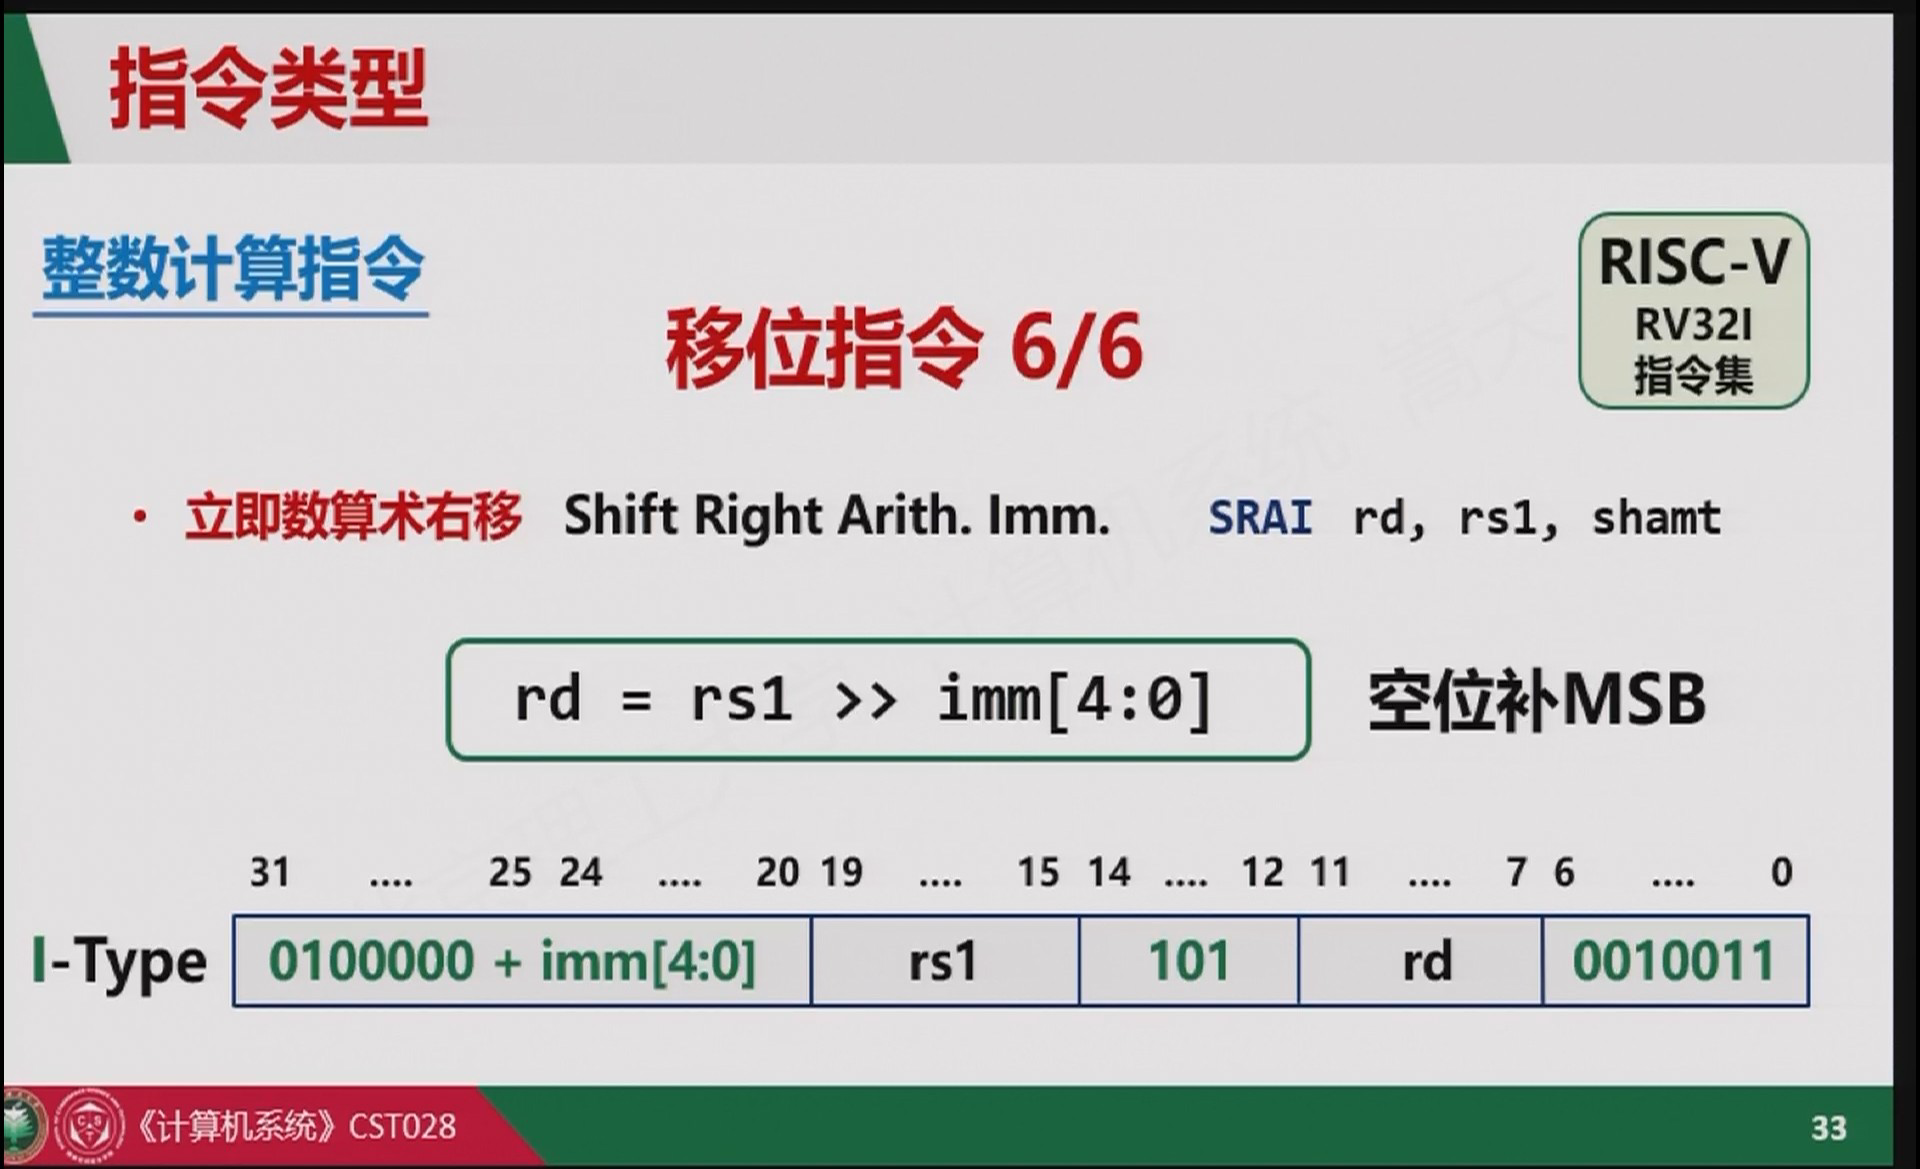 指令类型
整数计算指令
RISC-V
RV32I
指令集
移位指令 6/6
• 立即数算术右移 Shift Right Arith. Imm. SRAI rd, rs1, shamt
rd = rs1 >> imm[4:0] 空位补MSB
31 .... 25 24 .... 20 19 .... 15 14 .... 12 11 .... 7 6 .... 0
I-Type 0100000 + imm[4:0] rs1 101 rd 0010011
《计算机系统》CST028
33